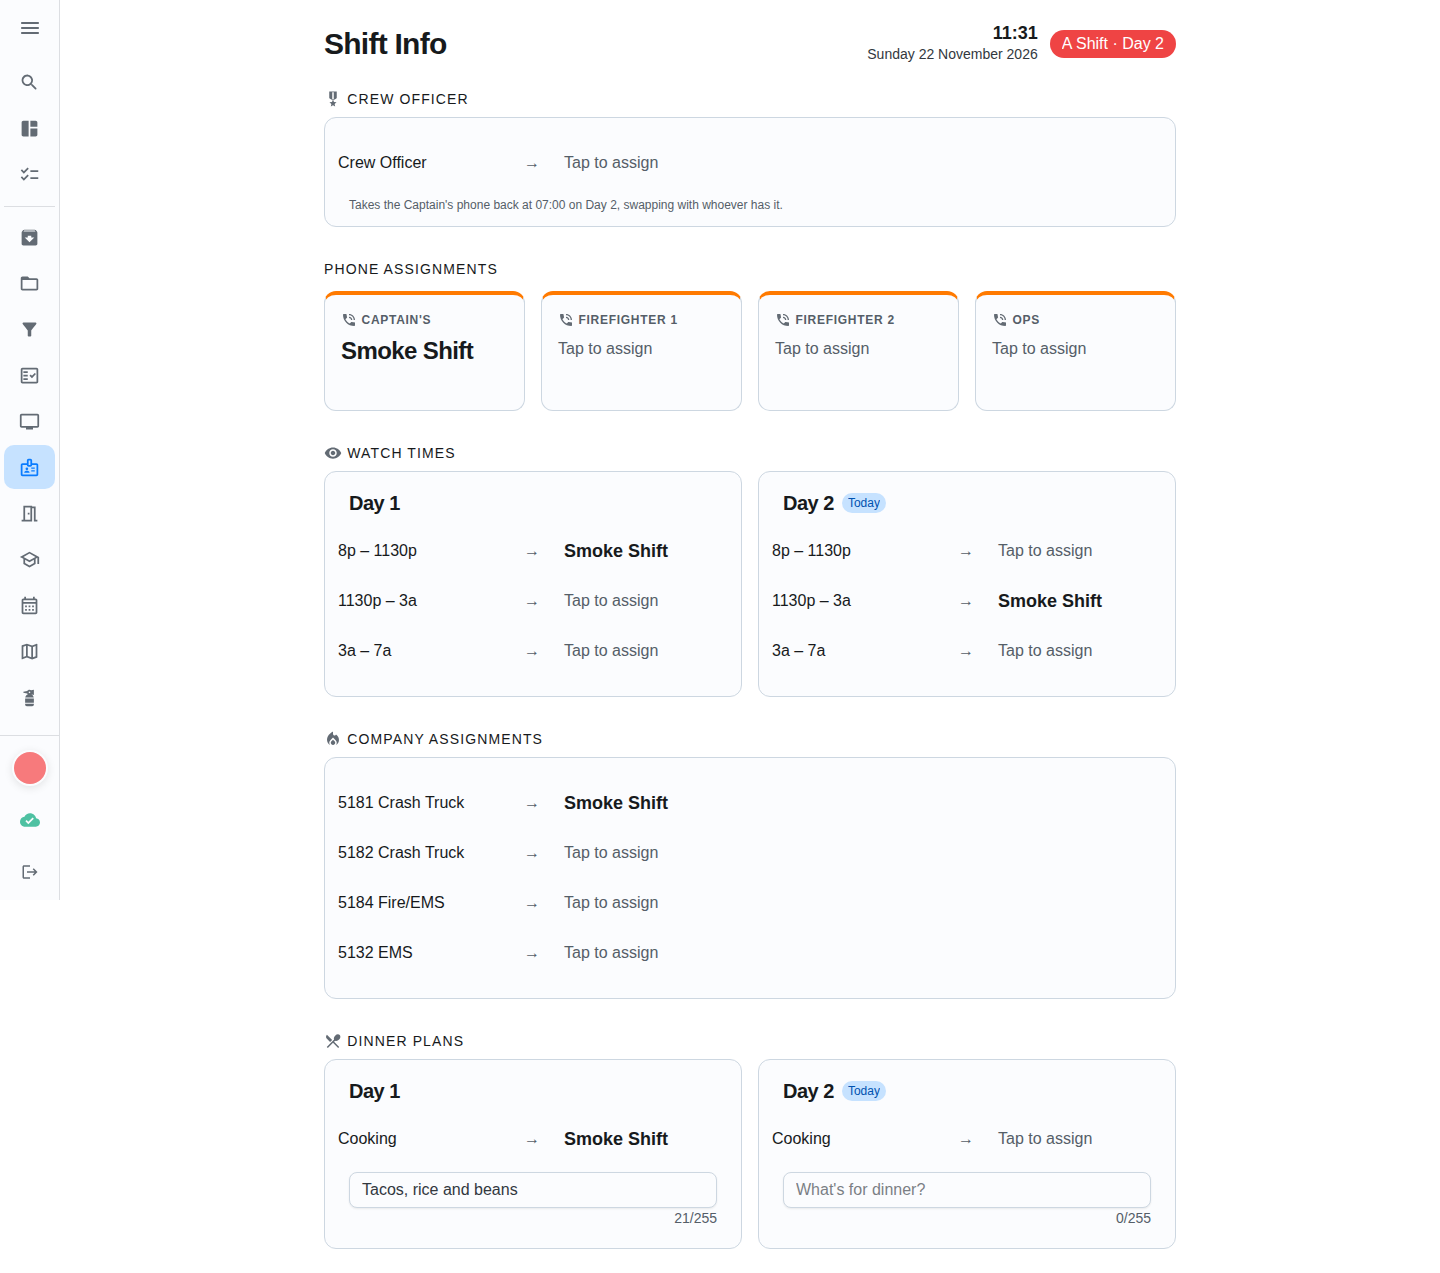 Shift Info
11:31
Sunday 22 November 2026
A Shift · Day 2
CREW OFFICER
Crew Officer → Tap to assign
Takes the Captain's phone back at 07:00 on Day 2, swapping with whoever has it.
PHONE ASSIGNMENTS
CAPTAIN'S
Smoke Shift
FIREFIGHTER 1
Tap to assign
FIREFIGHTER 2
Tap to assign
OPS
Tap to assign
WATCH TIMES
Day 1
8p – 1130p → Smoke Shift
1130p – 3a → Tap to assign
3a – 7a → Tap to assign
Day 2 Today
8p – 1130p → Tap to assign
1130p – 3a → Smoke Shift
3a – 7a → Tap to assign
COMPANY ASSIGNMENTS
5181 Crash Truck → Smoke Shift
5182 Crash Truck → Tap to assign
5184 Fire/EMS → Tap to assign
5132 EMS → Tap to assign
DINNER PLANS
Day 1
Cooking → Smoke Shift
Tacos, rice and beans
21/255
Day 2 Today
Cooking → Tap to assign
What's for dinner?
0/255